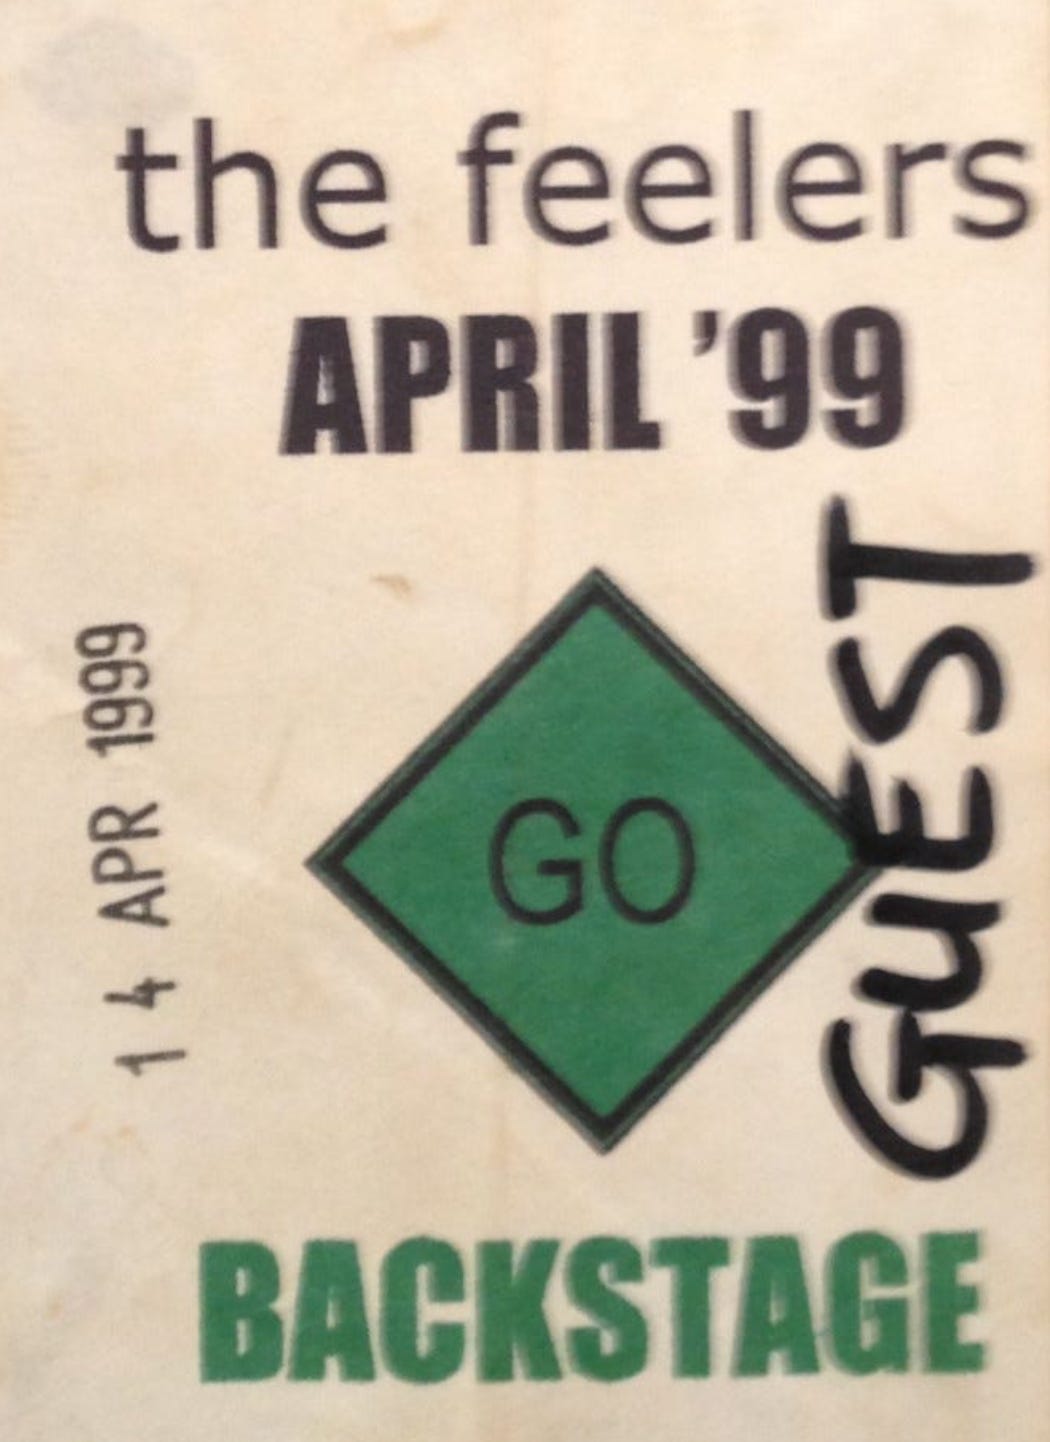 the feelers
APRIL '99
14 APR 1999
GO
GUEST
BACKSTAGE